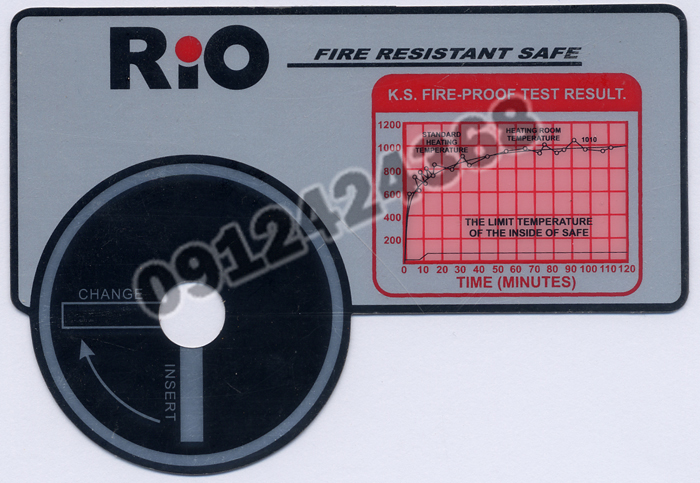 RiO
FIRE RESISTANT SAFE
K.S. FIRE-PROOF TEST RESULT.
1200
1000
800
600
400
200
STANDARD
HEATING
TEMPERATURE
HEATING ROOM
TEMPERATURE
1010
THE LIMIT TEMPERATURE
OF THE INSIDE OF SAFE
0 10 20 30 40 50 60 70 80 90 100 110 120
TIME (MINUTES)
CHANGE
INSERT
09124243368